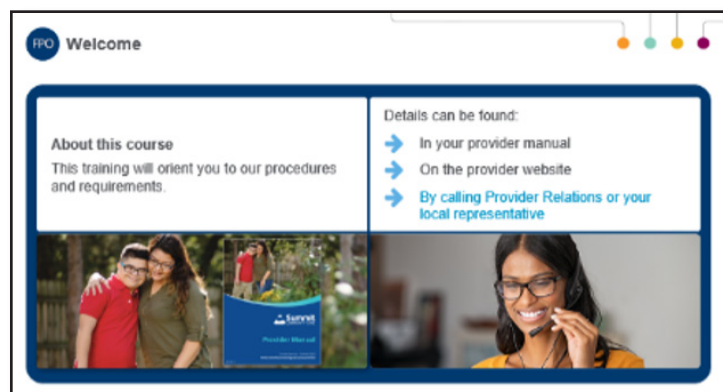 FPO Welcome
About this course
This training will orient you to our procedures
and requirements.
Details can be found:
In your provider manual
On the provider website
By calling Provider Relations or your
local representative
Summit
Provider Manual